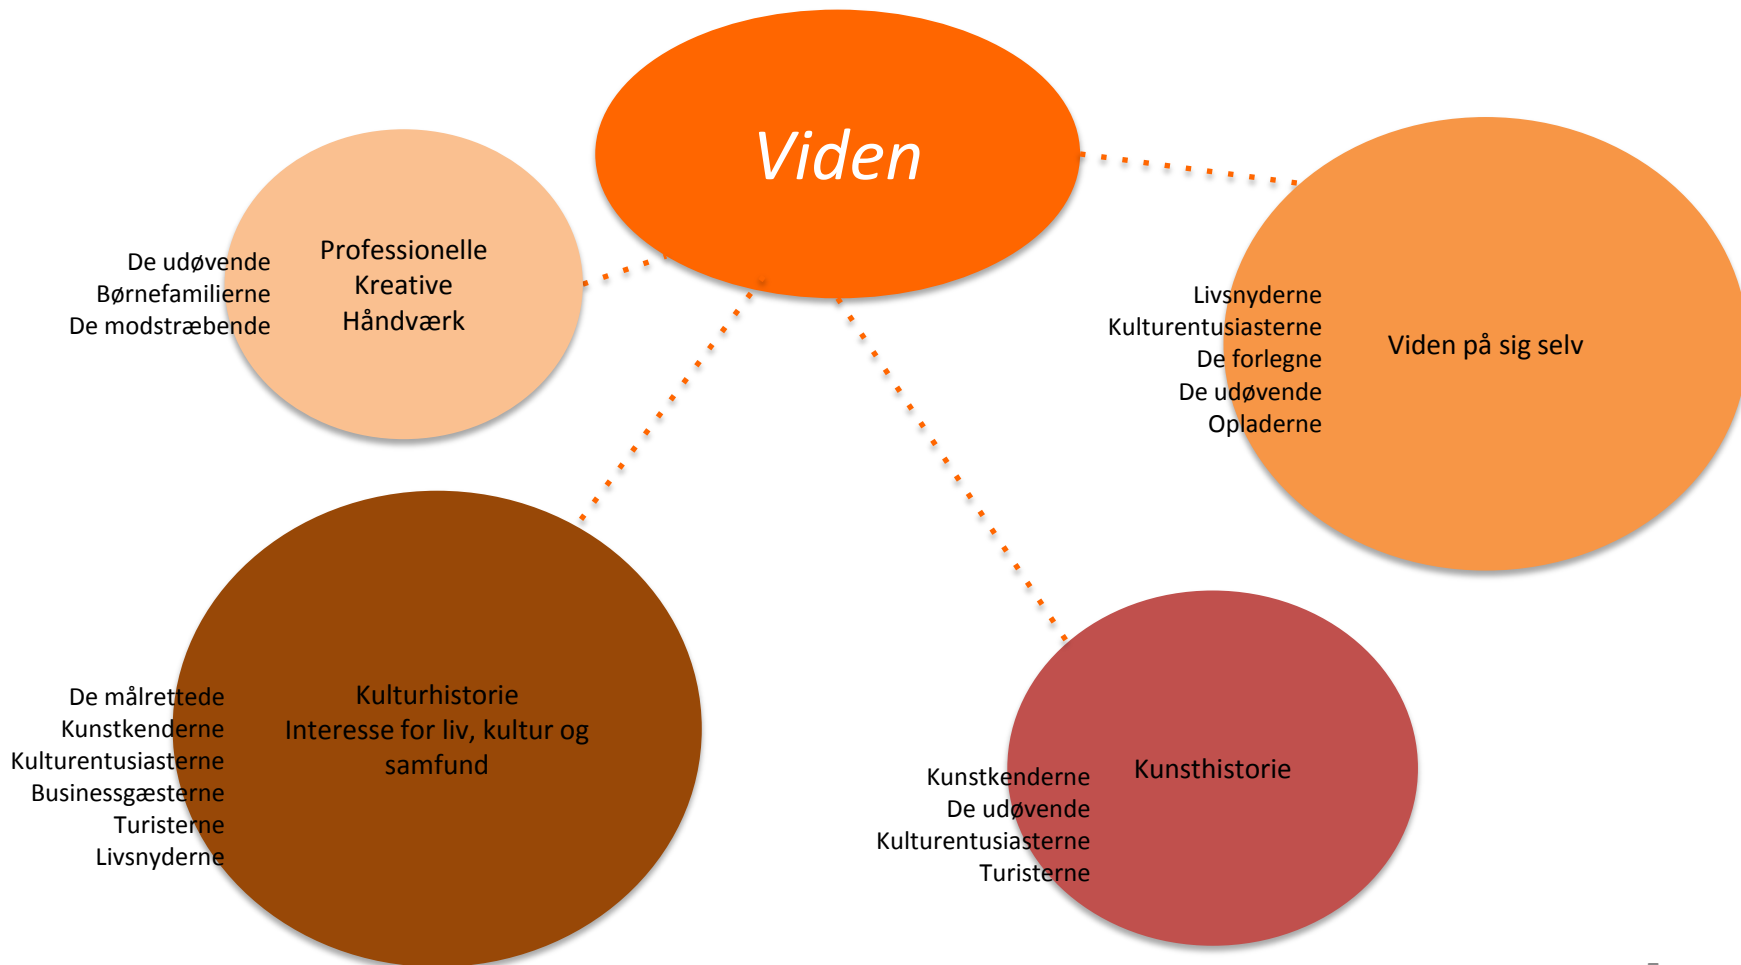 Viden
De udøvende
Børnefamilierne
De modstræbende
Professionelle
Kreative
Håndværk
Livsnyderne
Kulturentusiasterne
De forlegne
De udøvende
Opladerne
Viden på sig selv
De målrettede
Kunstkenderne
Kulturentusiasterne
Businessgæsterne
Turisterne
Livsnyderne
Kulturhistorie
Interesse for liv, kultur og
samfund
Kunstkenderne
De udøvende
Kulturentusiasterne
Turisterne
Kunsthistorie